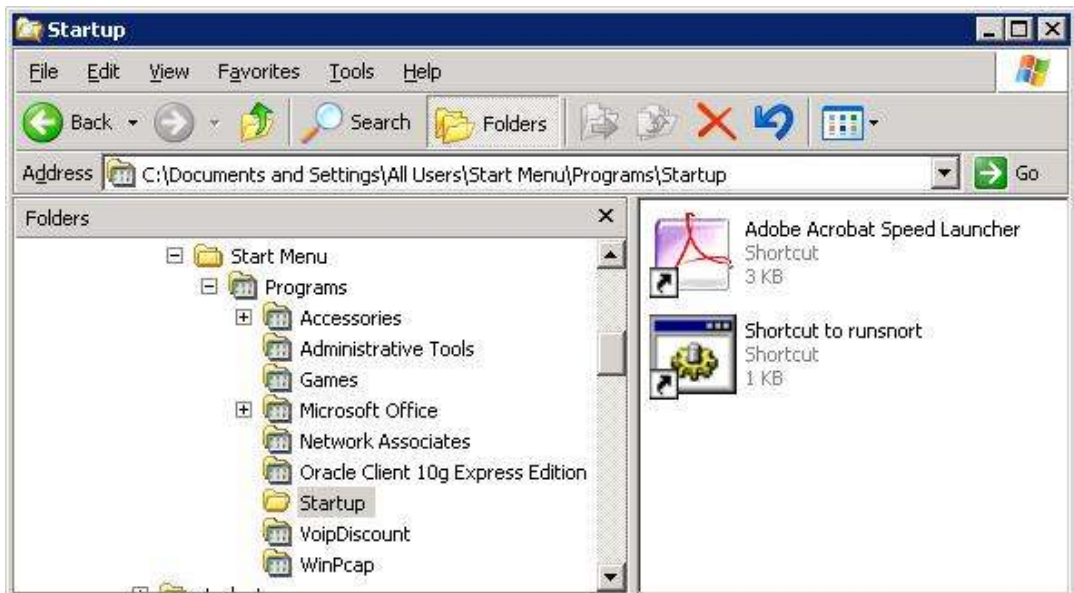 Startup
File Edit View Favorites Tools Help
Back Search Folders
Address C:\Documents and Settings\All Users\Start Menu\Programs\Startup Go
Folders
Start Menu
Programs
Accessories
Administrative Tools
Games
Microsoft Office
Network Associates
Oracle Client 10g Express Edition
Startup
VoipDiscount
WinPcap
Adobe Acrobat Speed Launcher
Shortcut
3 KB
Shortcut to runsnort
Shortcut
1 KB